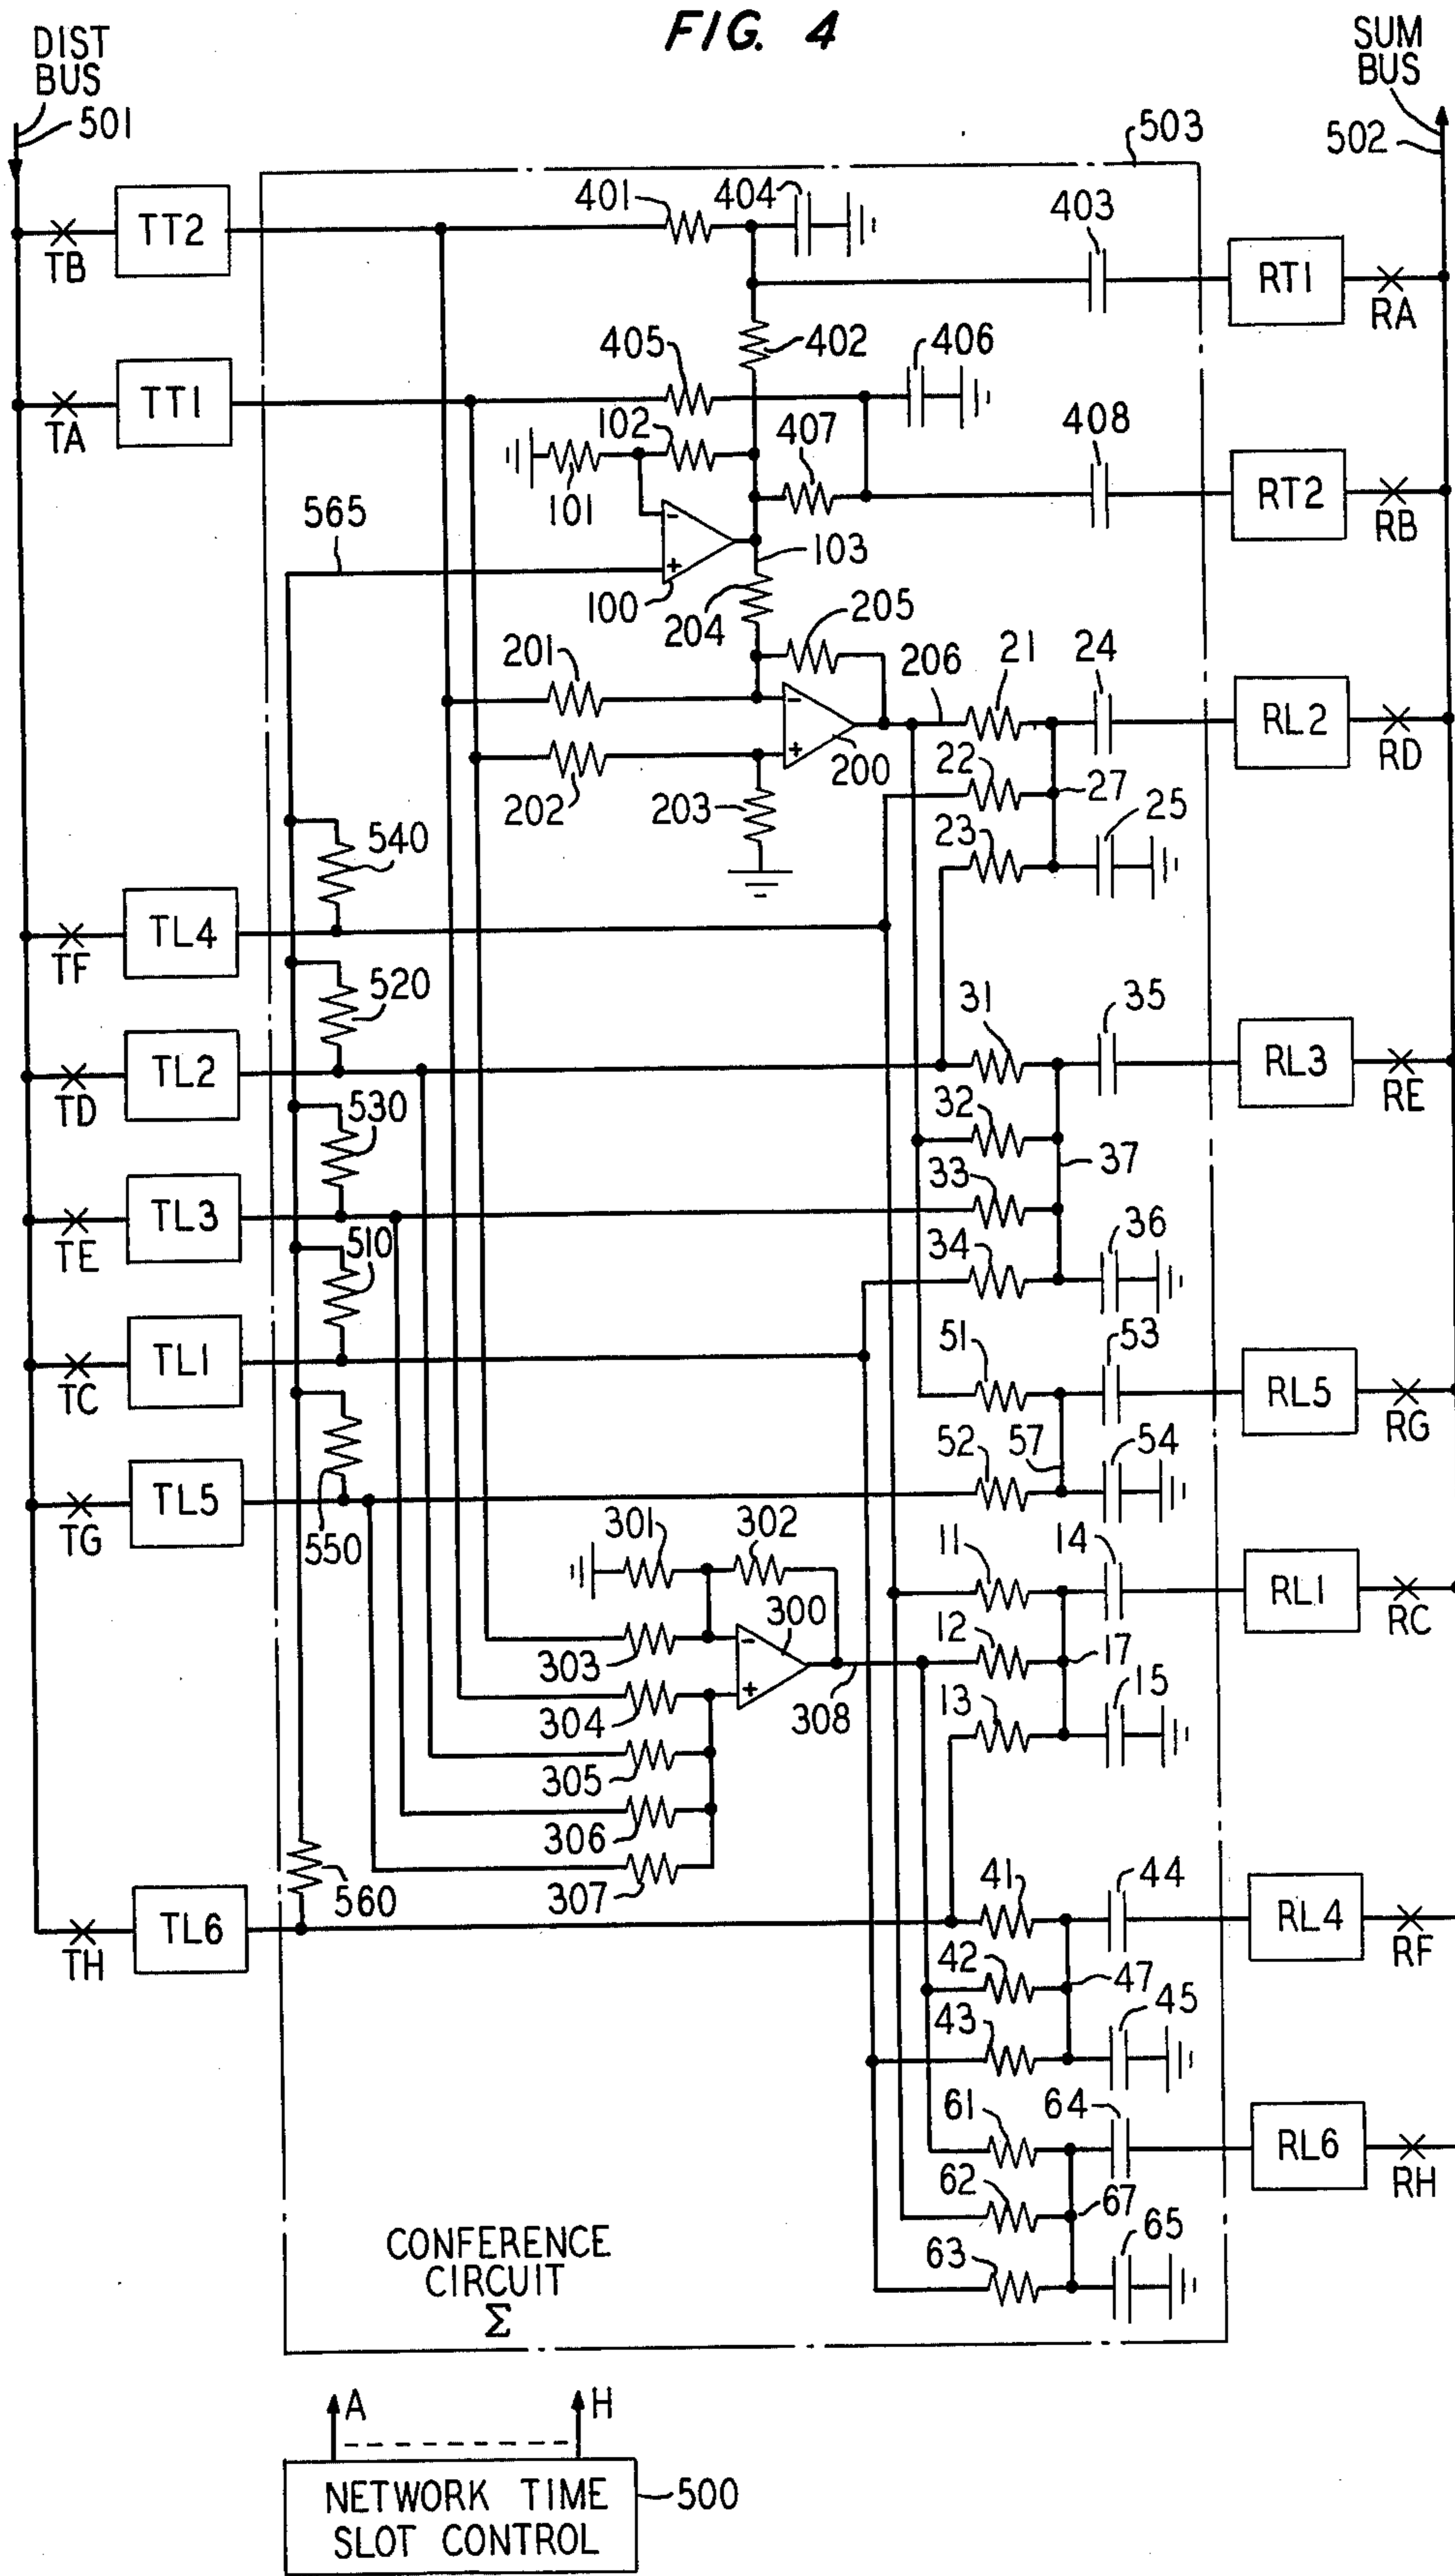 FIG. 4
DIST
BUS
501
SUM
BUS
502
503
401
404
403
TT2
TB
RT1
RA
402
405
406
TT1
TA
102
407
408
101
RT2
RB
565
103
100
204
205
201
206
21
24
RL2
RD
200
22
27
202
203
23
25
540
TL4
TF
520
31
35
TL2
TD
RL3
RE
530
32
37
33
TL3
TE
510
34
36
TL1
TC
51
53
RL5
RG
52
57
54
TL5
TG
550
301
302
11
14
RL1
RC
300
12
17
303
308
13
15
304
305
306
307
560
41
44
TL6
TH
RL4
RF
42
47
45
43
61
64
RL6
RH
62
67
63
65
CONFERENCE
CIRCUIT
Σ
A
H
NETWORK TIME
SLOT CONTROL
500